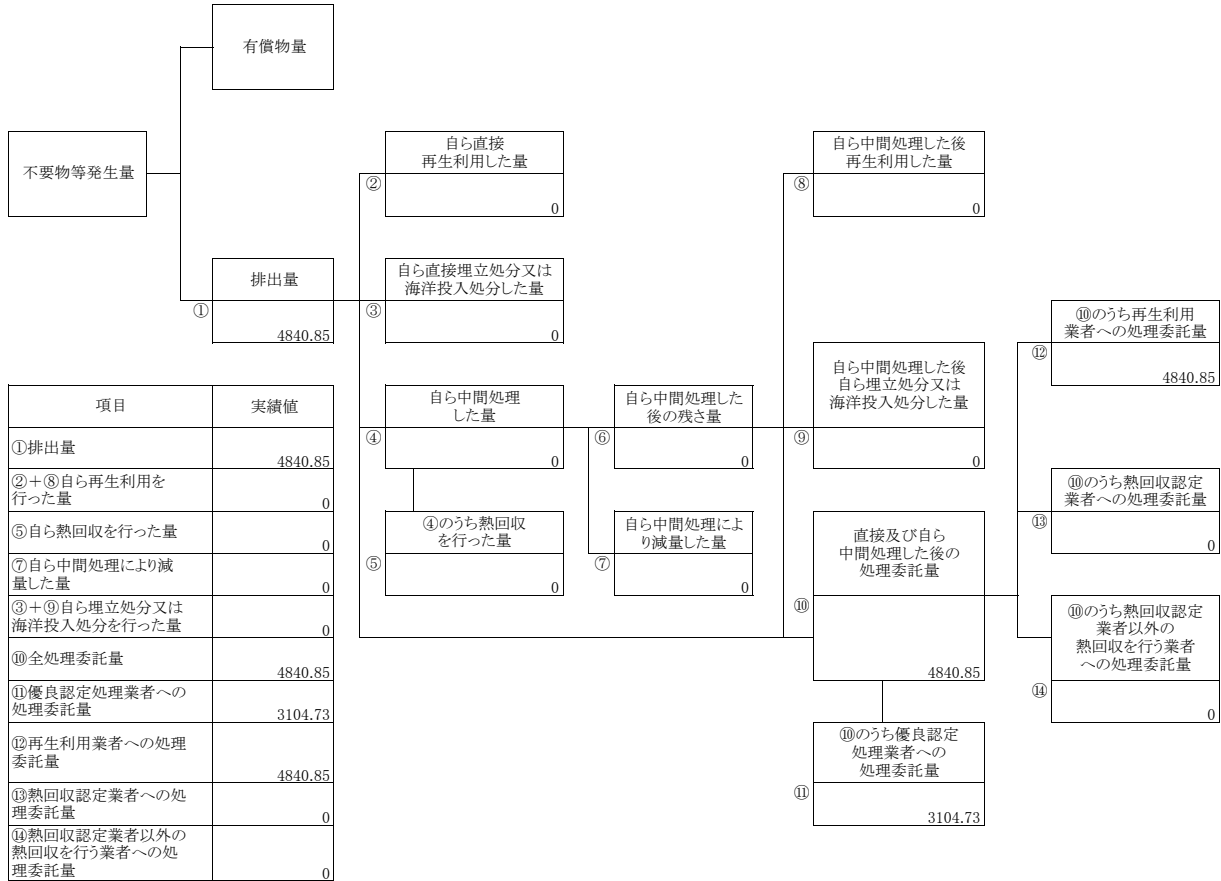 有償物量
不要物等発生量
自ら直接
再生利用した量
②
0
自ら中間処理した後
再生利用した量
⑧
0
排出量
①
4840.85
自ら直接埋立処分又は
海洋投入処分した量
③
0
自ら中間処理
した量
④
0
自ら中間処理した
後の残さ量
⑥
0
自ら中間処理した後
自ら埋立処分又は
海洋投入処分した量
⑨
0
④のうち熱回収
を行った量
⑤
0
自ら中間処理によ
り減量した量
⑦
0
直接及び自ら
中間処理した後の
処理委託量
⑩
4840.85
⑩のうち優良認定
処理業者への
処理委託量
⑪
3104.73
⑩のうち再生利用
業者への処理委託量
⑫
4840.85
⑩のうち熱回収認定
業者への処理委託量
⑬
0
⑩のうち熱回収認定
業者以外の
熱回収を行う業者
への処理委託量
⑭
0
項目 実績値
①排出量
4840.85
②+⑧自ら再生利用を
行った量
0
⑤自ら熱回収を行った量
0
⑦自ら中間処理により減
量した量
0
③+⑨自ら埋立処分又は
海洋投入処分を行った量
0
⑩全処理委託量
4840.85
⑪優良認定処理業者への
処理委託量
3104.73
⑫再生利用業者への処理
委託量
4840.85
⑬熱回収認定業者への処
理委託量
0
⑭熱回収認定業者以外の
熱回収を行う業者への処
理委託量
0